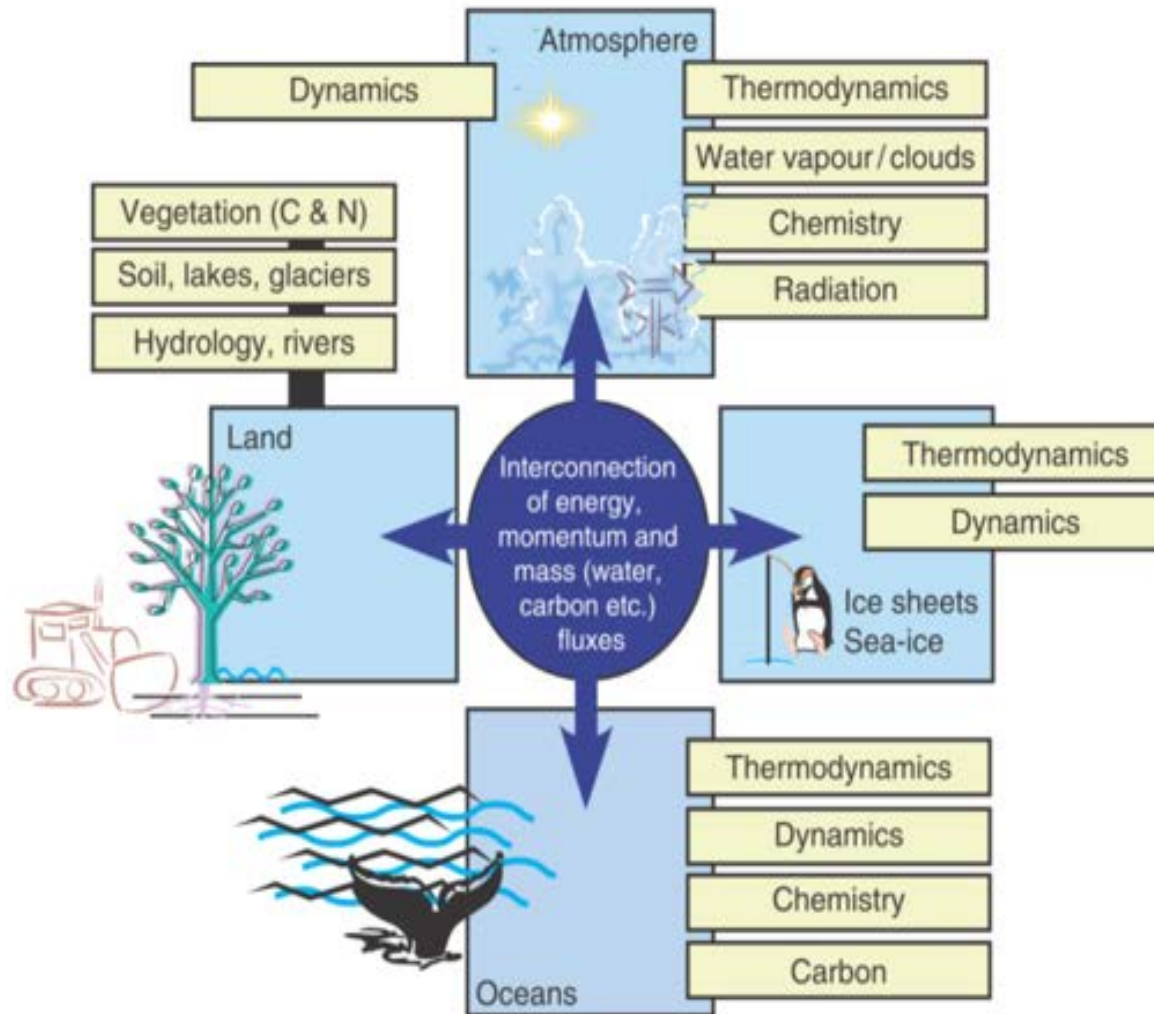 Atmosphere
Dynamics
Thermodynamics
Water vapour/clouds
Chemistry
Radiation
Vegetation (C & N)
Soil, lakes, glaciers
Hydrology, rivers
Land
Interconnection
of energy,
momentum and
mass (water,
carbon etc.)
fluxes
Thermodynamics
Dynamics
Ice sheets
Sea-ice
Thermodynamics
Dynamics
Chemistry
Carbon
Oceans